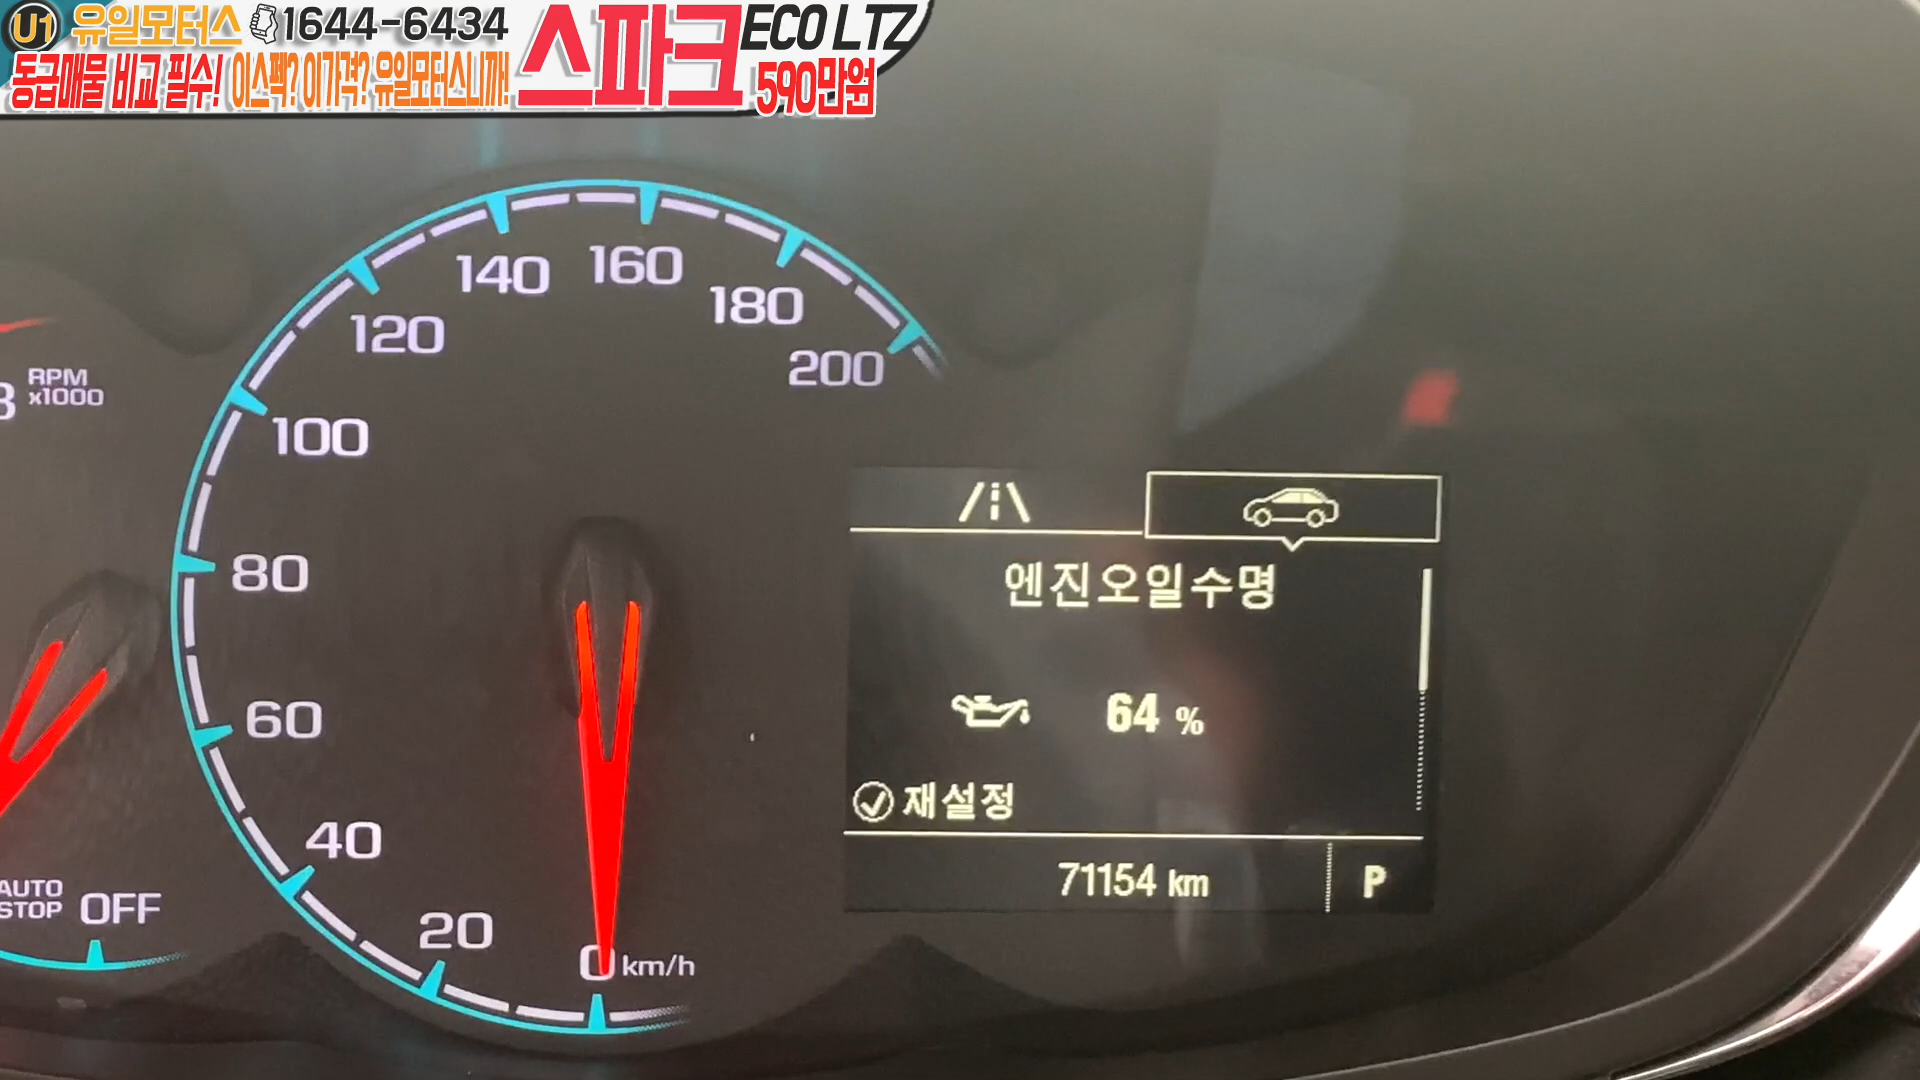 U1 유일모터스 1644-6434
동급매물 비교 필수! 이스펙? 이가격? 유일모터스니까!
스파크 ECO LTZ
590만원
RPM
x1000
AUTO
STOP OFF
0 km/h
20
40
60
80
100
120
140
160
180
200
엔진오일수명
64 %
재설정
71154 km P